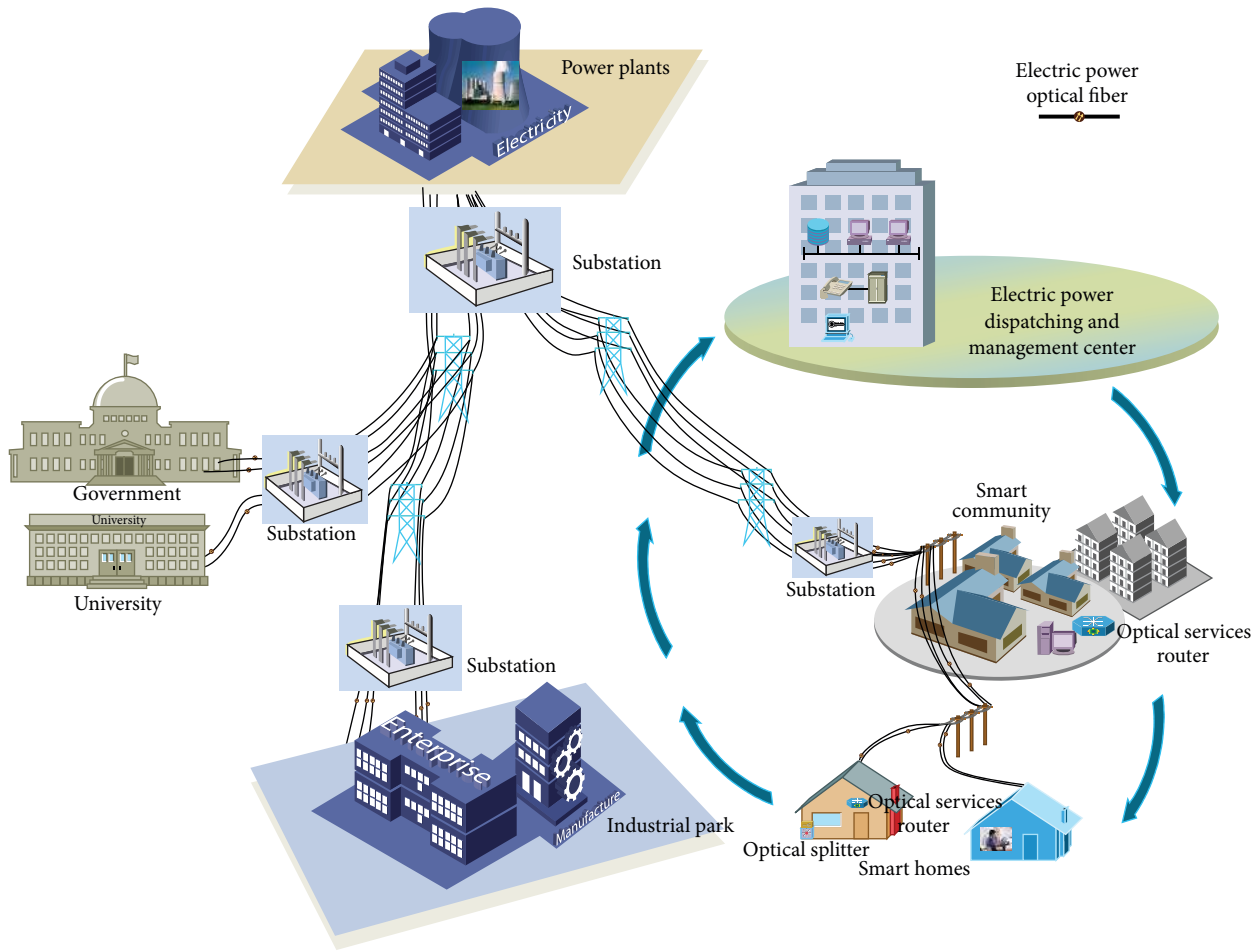 Power plants
Electricity
Electric power
optical fiber
Substation
Electric power
dispatching and
management center
Government
University
University
Substation
Smart
community
Substation
Optical services
router
Substation
Enterprise
Manufacture
Industrial park
Optical services
router
Optical splitter
Smart homes